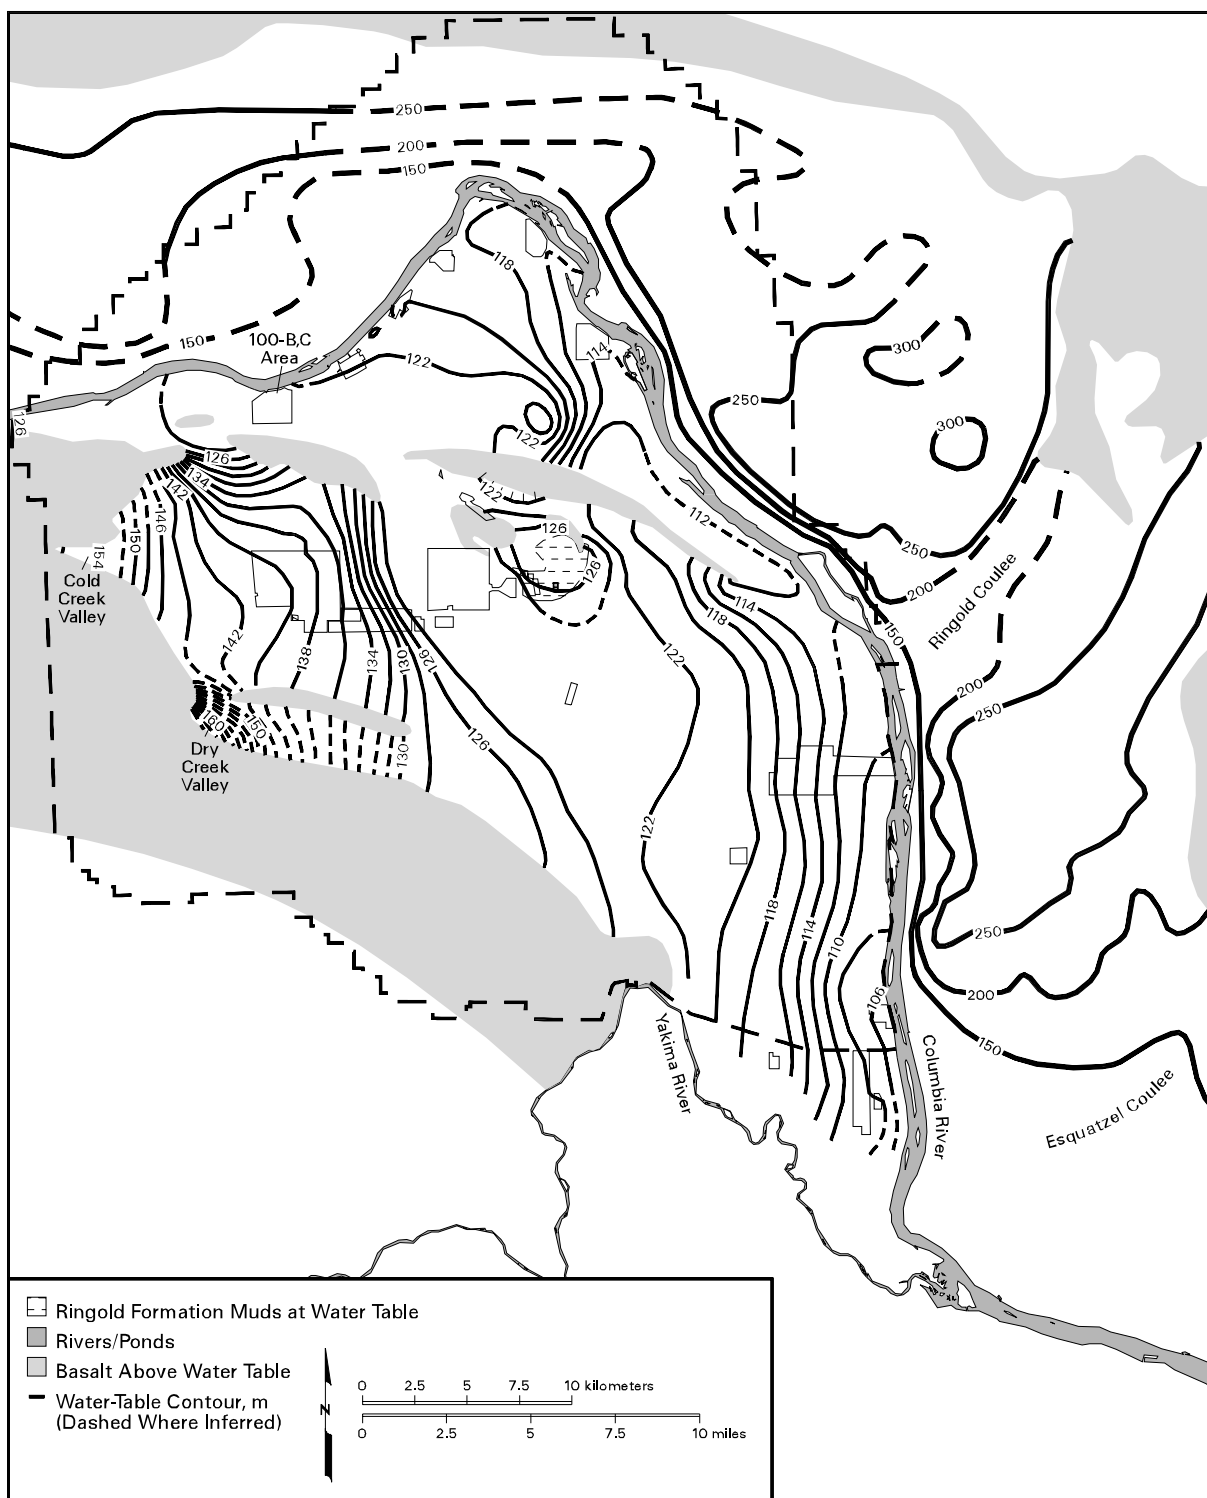 250
200
150
118
150
100-B,C
Area
114
122
300
250
300
126
122
126
134
142
122
146
112
126
250
150
154
126
200
Cold
Creek
Valley
114
118
Ringold Coulee
150
142
138
134
130
126
122
200
250
160
150
Dry
Creek
Valley
130
126
122
118
114
110
250
106
200
150
Yakima River
Columbia River
Esquatzel Coulee
Ringold Formation Muds at Water Table
Rivers/Ponds
Basalt Above Water Table
Water-Table Contour, m
(Dashed Where Inferred)
N
0 2.5 5 7.5 10 kilometers
0 2.5 5 7.5 10 miles